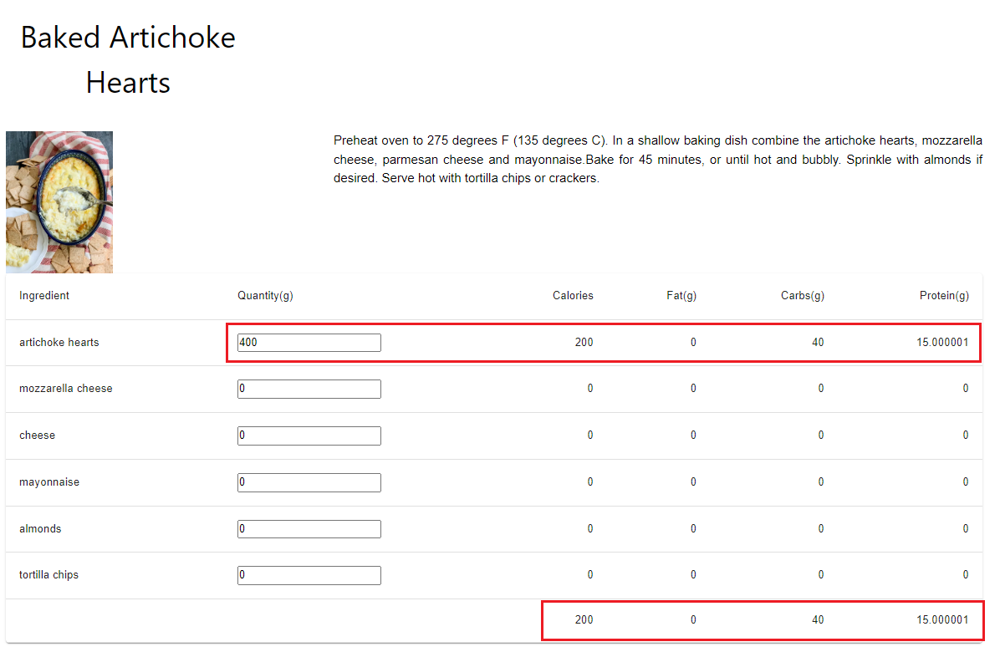 Baked Artichoke
Hearts
Preheat oven to 275 degrees F (135 degrees C). In a shallow baking dish combine the artichoke hearts, mozzarella
cheese, parmesan cheese and mayonnaise.Bake for 45 minutes, or until hot and bubbly. Sprinkle with almonds if
desired. Serve hot with tortilla chips or crackers.
Ingredient Quantity(g) Calories Fat(g) Carbs(g) Protein(g)
artichoke hearts 400 200 0 40 15.000001
mozzarella cheese 0 0 0 0 0
cheese 0 0 0 0 0
mayonnaise 0 0 0 0 0
almonds 0 0 0 0 0
tortilla chips 0 0 0 0 0
200 0 40 15.000001